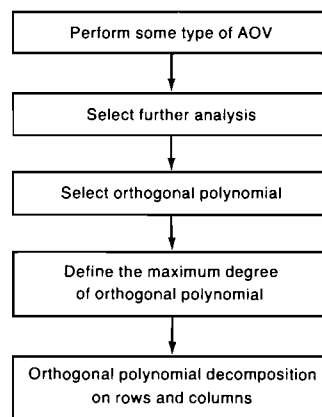 Perform some type of AOV
Select further analysis
Select orthogonal polynomial
Define the maximum degree
of orthogonal polynomial
Orthogonal polynomial decomposition
on rows and columns